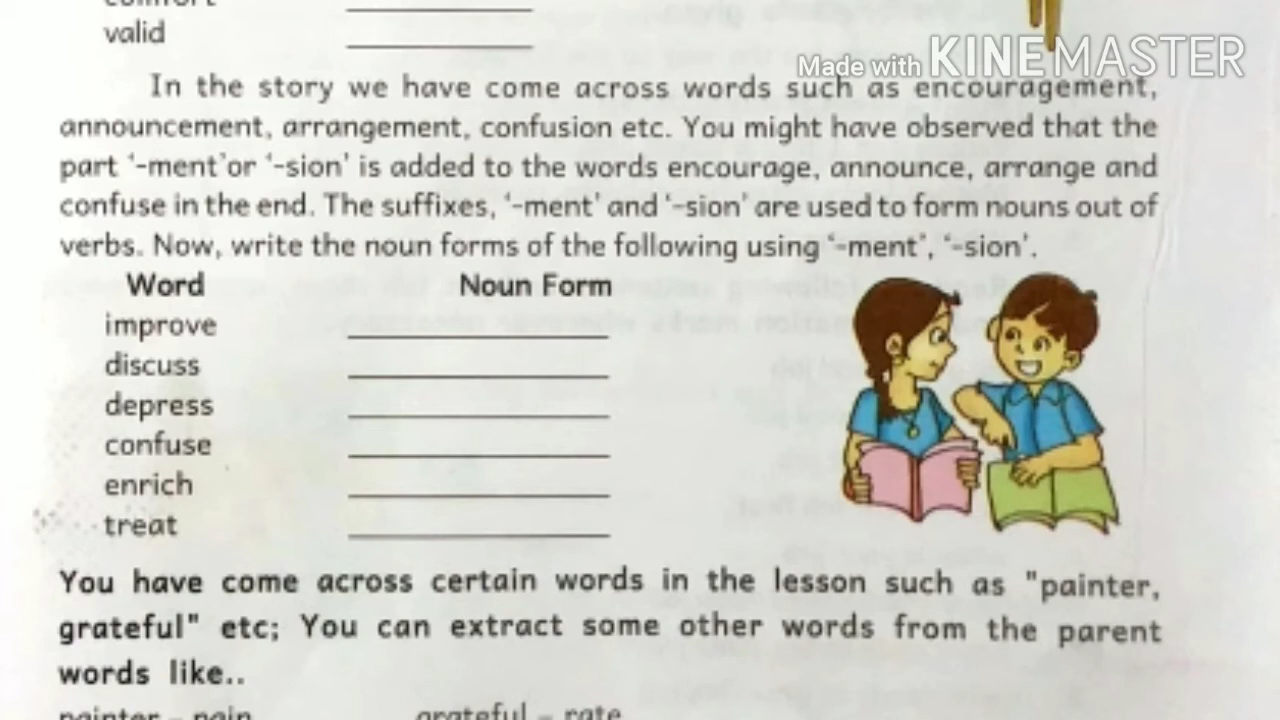 comfort
valid
Made with KINEMASTER
In the story we have come across words such as encouragement,
announcement, arrangement, confusion etc. You might have observed that the
part '-ment'or '-sion' is added to the words encourage, announce, arrange and
confuse in the end. The suffixes, '-ment' and '-sion' are used to form nouns out of
verbs. Now, write the noun forms of the following using '-ment', '-sion'.
Word Noun Form
improve
discuss
depress
confuse
enrich
treat
You have come across certain words in the lesson such as "painter,
grateful" etc; You can extract some other words from the parent
words like..
painter – pain grateful – rate